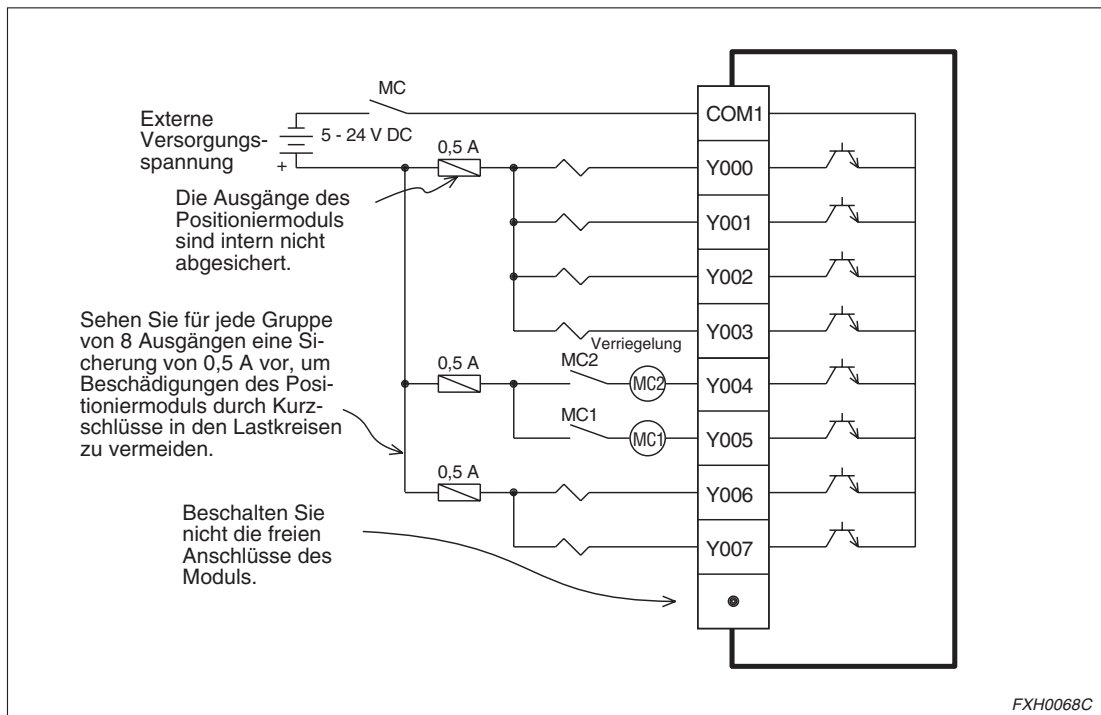 MC
COM1
Externe
Versorgungs-
spannung
5 - 24 V DC
+
0,5 A
Y000
Die Ausgänge des
Positioniermoduls
sind intern nicht
abgesichert.
Y001
Y002
Y003
Sehen Sie für jede Gruppe
von 8 Ausgängen eine Si-
cherung von 0,5 A vor, um
Beschädigungen des Posi-
tioniermoduls durch Kurz-
schlüsse in den Lastkreisen
zu vermeiden.
Verriegelung
0,5 A
MC2
MC2
Y004
MC1
MC1
Y005
0,5 A
Y006
Beschalten Sie
nicht die freien
Anschlüsse des
Moduls.
Y007
FXH0068C